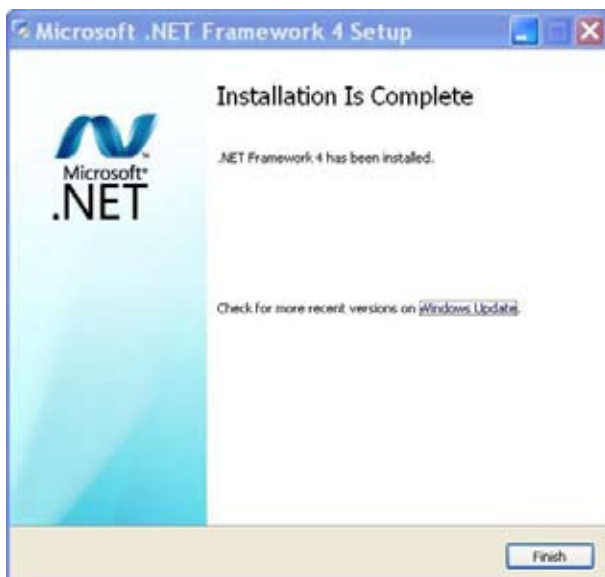 Microsoft .NET Framework 4 Setup
Installation Is Complete
.NET Framework 4 has been installed.
Microsoft®
.NET
Check for more recent versions on Windows Update.
Finish